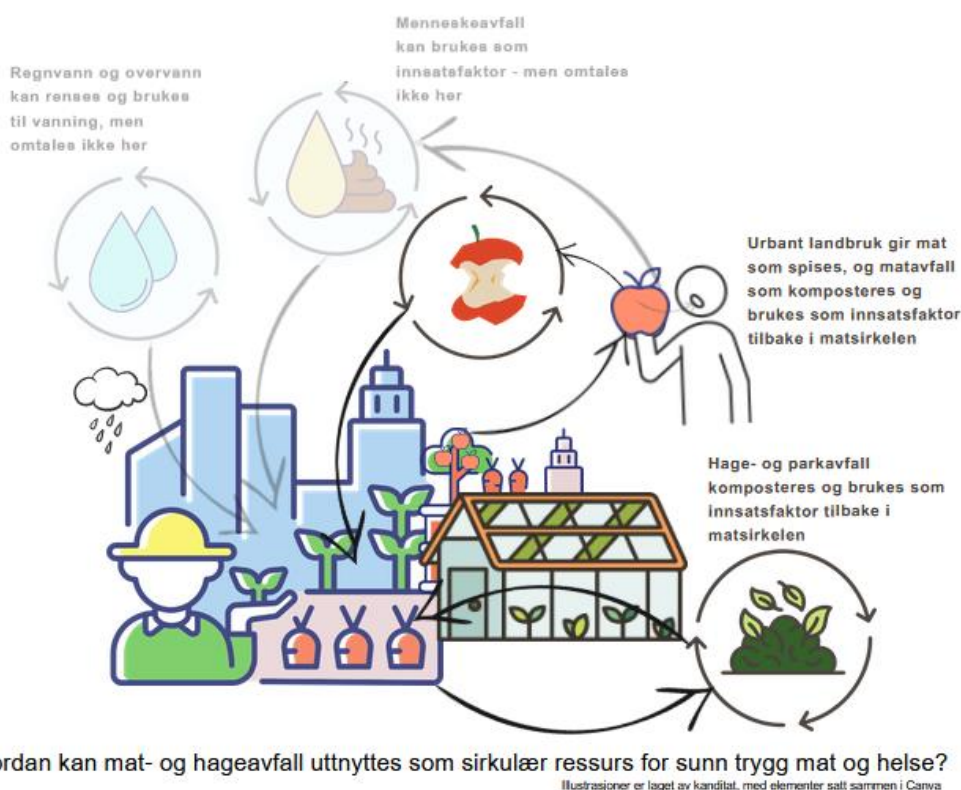 Menneskeavfall
kan brukes som
innsatsfaktor - men omtales
ikke her
Regnvann og overvann
kan renses og brukes
til vanning, men
omtales ikke her
Urbant landbruk gir mat
som spises, og matavfall
som komposteres og
brukes som innsatsfaktor
tilbake i matsirkelen
Hage- og parkavfall
komposteres og brukes som
innsatsfaktor tilbake i
matsirkelen
ordan kan mat- og hageavfall uttnyttes som sirkulær ressurs for sunn trygg mat og helse?
Illustrasjoner er laget av kanditat, med elementer satt sammen i Canva